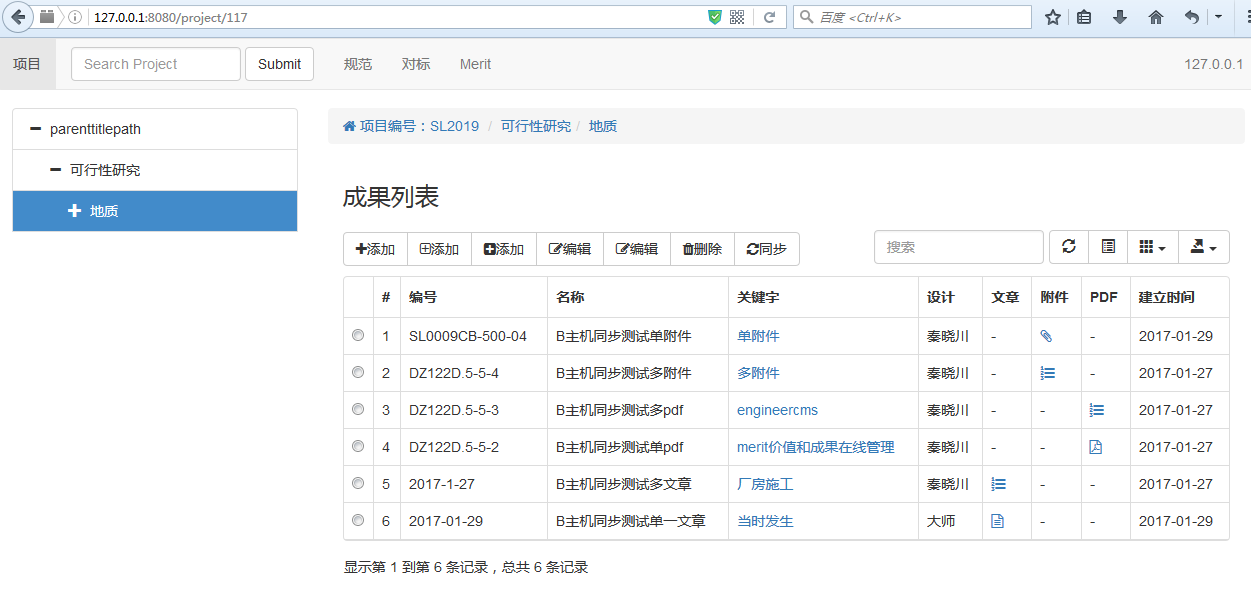 127.0.0.1:8080/project/117 百度 <Ctrl+K>
项目 Search Project Submit 规范 对标 Merit 127.0.0.1
parenttitlepath
可行性研究
地质
项目编号：SL2019 / 可行性研究 / 地质
成果列表
添加 添加 添加 编辑 编辑 删除 同步 搜索
# 编号 名称 关键字 设计 文章 附件 PDF 建立时间
1 SL0009CB-500-04 B主机同步测试单附件 单附件 秦晓川 - - 2017-01-29
2 DZ122D.5-5-4 B主机同步测试多附件 多附件 秦晓川 - - 2017-01-27
3 DZ122D.5-5-3 B主机同步测试多pdf engineercms 秦晓川 - - 2017-01-27
4 DZ122D.5-5-2 B主机同步测试单pdf merit价值和成果在线管理 秦晓川 - - 2017-01-27
5 2017-1-27 B主机同步测试多文章 厂房施工 秦晓川 - - 2017-01-27
6 2017-01-29 B主机同步测试单一文章 当时发生 大师 - - 2017-01-29
显示第 1 到第 6 条记录，总共 6 条记录